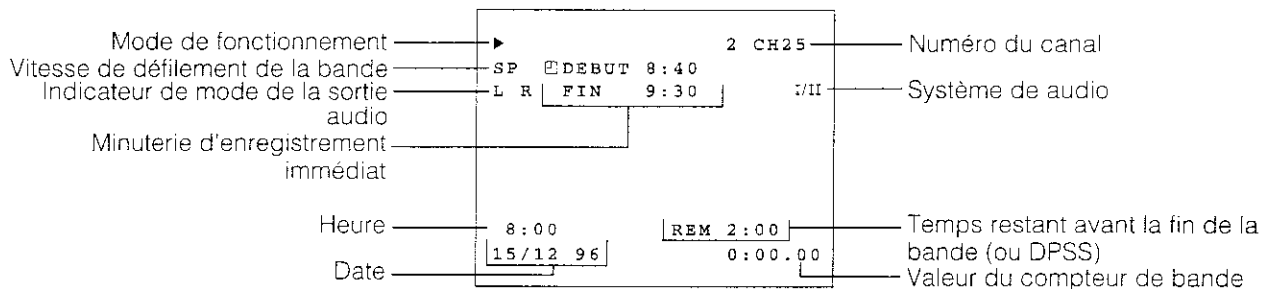 Mode de fonctionnement
Vitesse de défilement de la bande
Indicateur de mode de la sortie
audio
Minuterie d'enregistrement
immédiat
Heure
Date
▶ 2 CH25
SP DEBUT 8:40
L R FIN 9:30 I/II
8:00 REM 2:00
15/12 96 0:00.00
Numéro du canal
Système de audio
Temps restant avant la fin de la
bande (ou DPSS)
Valeur du compteur de bande